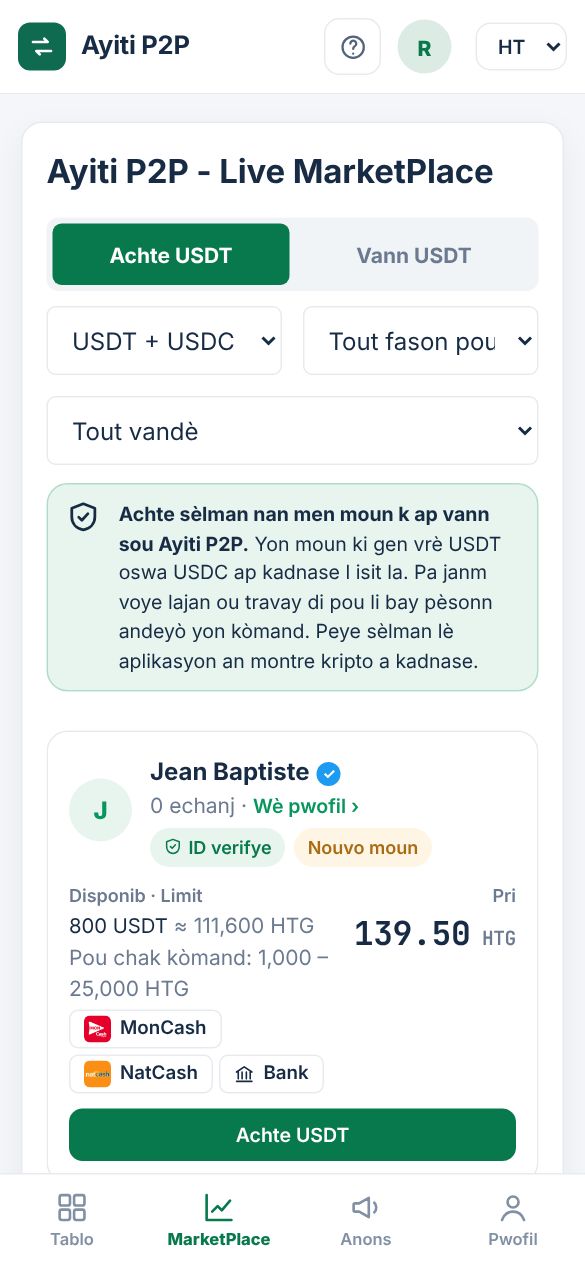 Ayiti P2P
R
HT
Ayiti P2P - Live MarketPlace
Achte USDT
Vann USDT
USDT + USDC
Tout fason pou
Tout vandè
Achte sèlman nan men moun k ap vann
sou Ayiti P2P. Yon moun ki gen vrè USDT
oswa USDC ap kadnase l isit la. Pa janm
voye lajan ou travay di pou li bay pèsonn
andeyò yon kòmand. Peye sèlman lè
aplikasyon an montre kripto a kadnase.
J
Jean Baptiste
0 echanj · Wè pwofil ›
ID verifye
Nouvo moun
Disponib · Limit
800 USDT ≈ 111,600 HTG
Pou chak kòmand: 1,000 –
25,000 HTG
Pri
139.50 HTG
MonCash
NatCash
Bank
Achte USDT
Tablo
MarketPlace
Anons
Pwofil